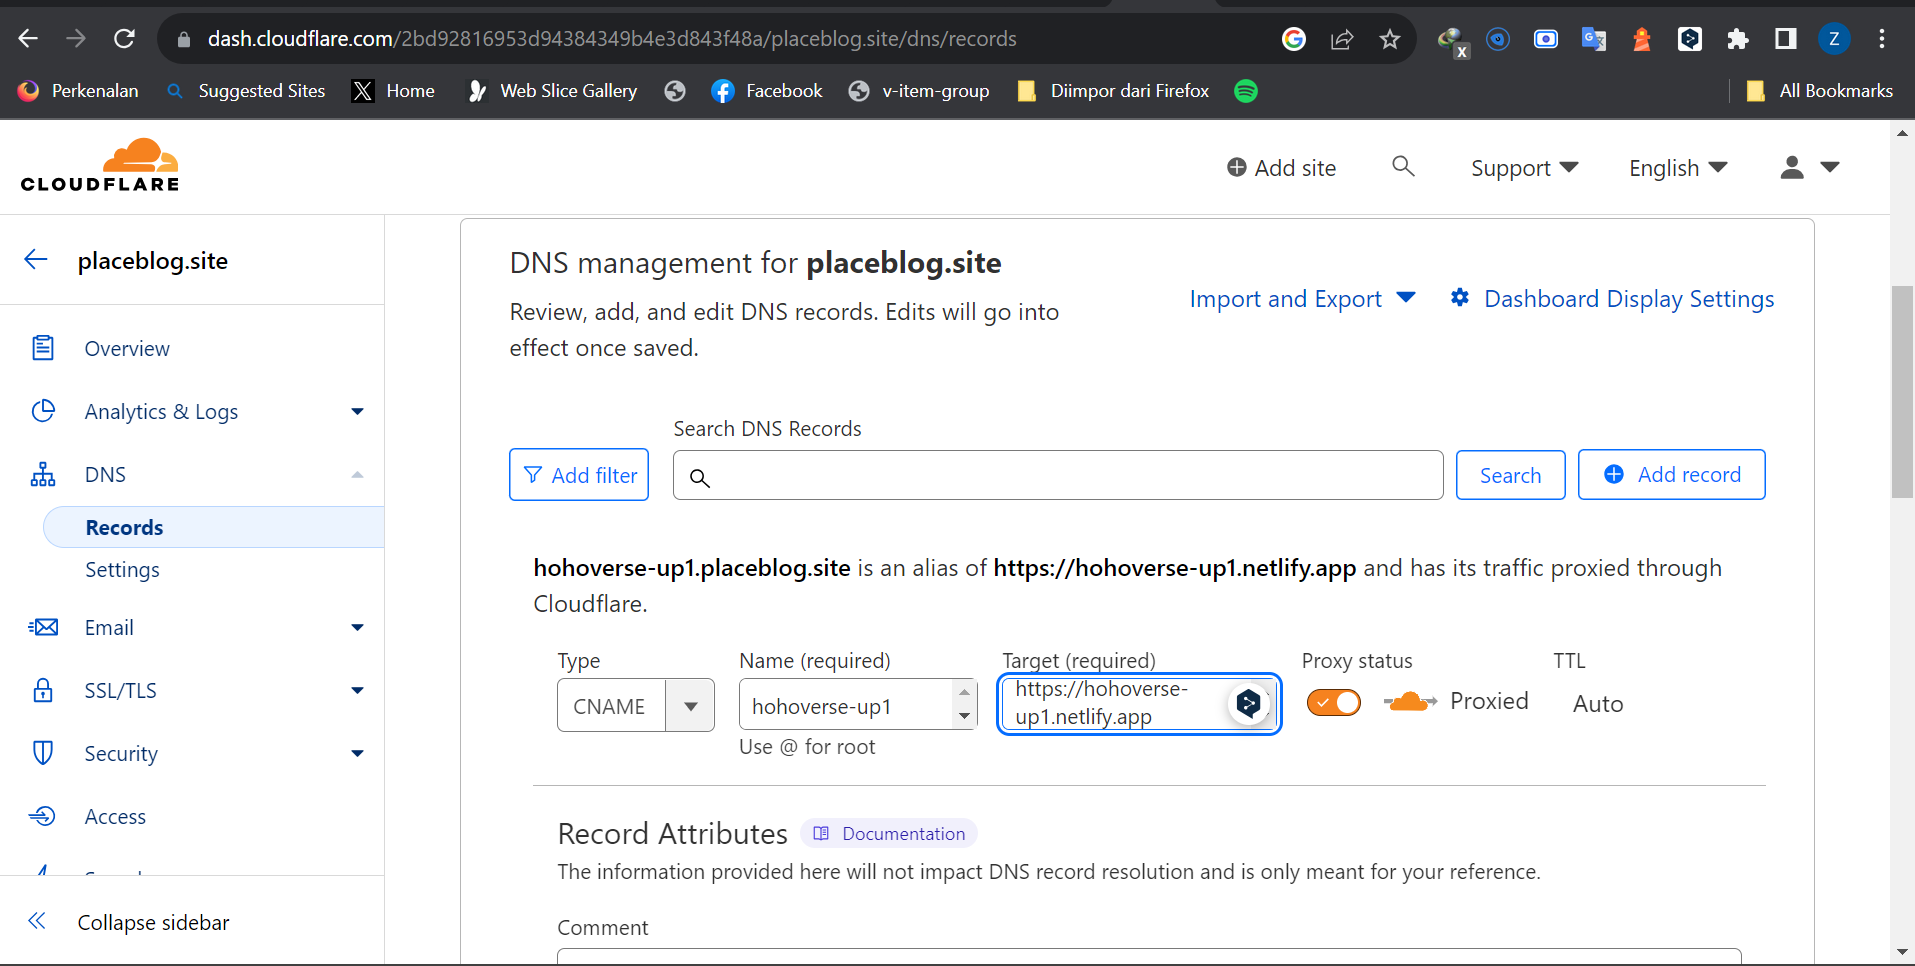 dash.cloudflare.com/2bd92816953d94384349b4e3d843f48a/placeblog.site/dns/records
x
Z
Perkenalan
Suggested Sites
Home
Web Slice Gallery
Facebook
v-item-group
Diimpor dari Firefox
All Bookmarks
CLOUDFLARE
Add site
Support
English
placeblog.site
Overview
Analytics & Logs
DNS
Records
Settings
Email
SSL/TLS
Security
Access
Collapse sidebar
DNS management for placeblog.site
Review, add, and edit DNS records. Edits will go into
effect once saved.
Import and Export
Dashboard Display Settings
Search DNS Records
Add filter
Search
Add record
hohoverse-up1.placeblog.site is an alias of https://hohoverse-up1.netlify.app and has its traffic proxied through
Cloudflare.
Type
Name (required)
Target (required)
Proxy status
TTL
CNAME
hohoverse-up1
https://hohoverse-
up1.netlify.app
Proxied
Auto
Use @ for root
Record Attributes
Documentation
The information provided here will not impact DNS record resolution and is only meant for your reference.
Comment